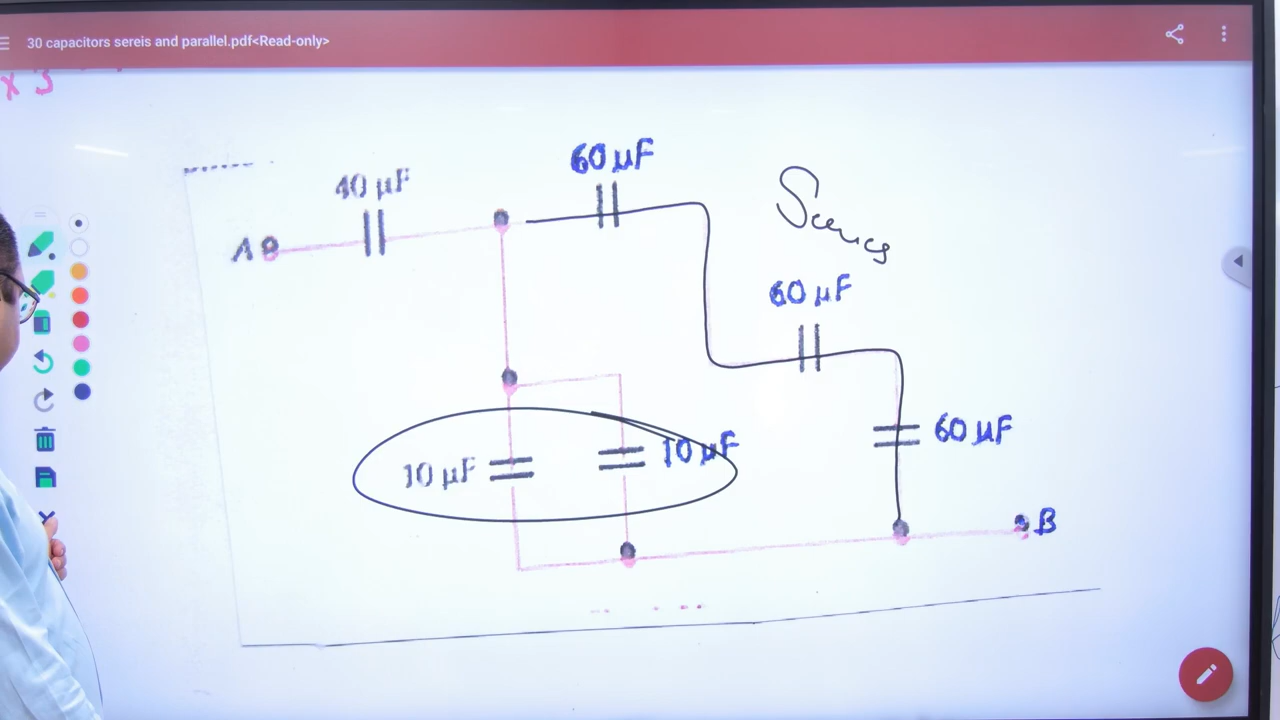 30 capacitors sereis and parallel.pdf<Read-only>
x 3
60 µF
40 µF
Series
A
60 µF
60 µF
10 µF
10 µF
B